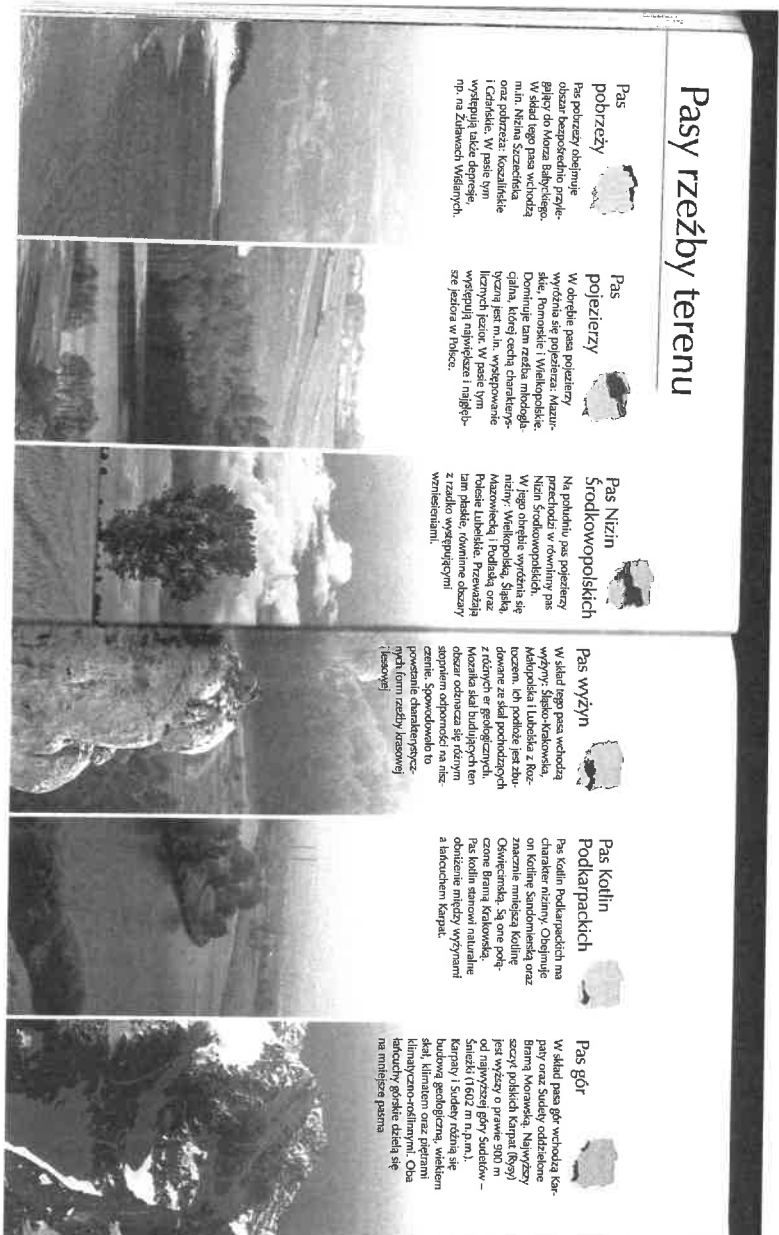 Pasy rzeźby terenu
Pas
pobrzeży
Pas pobrzeży obejmuje
obszar bezpośrednio przyle-
gający do Morza Bałtyckiego.
W skład tego pasa wchodzą
m.in. Nizina Szczecińska
oraz pobrzeża: Koszalińskie
i Gdańskie. W pasie tym
występują także depresje,
np. na Żuławach Wiślanych.
Pas
pojezierzy
W obrębie pasa pojezierzy
wyróżnia się pojezierza: Mazur-
skie, Pomorskie i Wielkopolskie.
Dominuje tam rzeźba młodogla-
cjalna, której cechą charakterys-
tyczną jest m.in. występowanie
licznych jezior. W pasie tym
występują największe i najgłęb-
sze jeziora w Polsce.
Pas Nizin
Środkowopolskich
Na południu pas pojezierzy
przechodzi w równinny pas
Nizin Środkowopolskich.
W jego obrębie wyróżnia się
niziny: Wielkopolską, Śląską,
Mazowiecką i Podlaską oraz
Polesie Lubelskie. Przeważają
tam płaskie, równinne obszary
z rzadko występującymi
wzniesieniami.
Pas wyżyn
W skład tego pasa wchodzą
wyżyny: Śląsko-Krakowska,
Małopolska i Lubelska z Roz-
toczem. Ich podłoże jest zbu-
dowane ze skał pochodzących
z różnych er geologicznych.
Mozaika skał budujących ten
obszar odznacza się różnym
stopniem odporności na nisz-
czenie. Spowodowało to
powstanie charakterystycz-
nych form rzeźby krasowej
i lessowej
Pas Kotlin
Podkarpackich
Pas Kotlin Podkarpackich ma
charakter nizinny. Obejmuje
on Kotlinę Sandomierską oraz
znacznie mniejszą Kotlinę
Oświęcimską. Są one połą-
czone Bramą Krakowską.
Pas kotlin stanowi naturalne
obniżenie między wyżynami
a łańcuchem Karpat.
Pas gór
W skład pasa gór wchodzą Kar-
paty oraz Sudety oddzielone
Bramą Morawską. Najwyższy
szczyt polskich Karpat (Rysy)
jest wyższy o prawie 900 m
od najwyższej góry Sudetów –
Śnieżki (1602 m n.p.m.).
Karpaty i Sudety różnią się
budową geologiczną, wiekiem
skał, klimatem oraz piętrami
klimatyczno-roślinnymi. Oba
łańcuchy górskie dzielą się
na mniejsze pasma